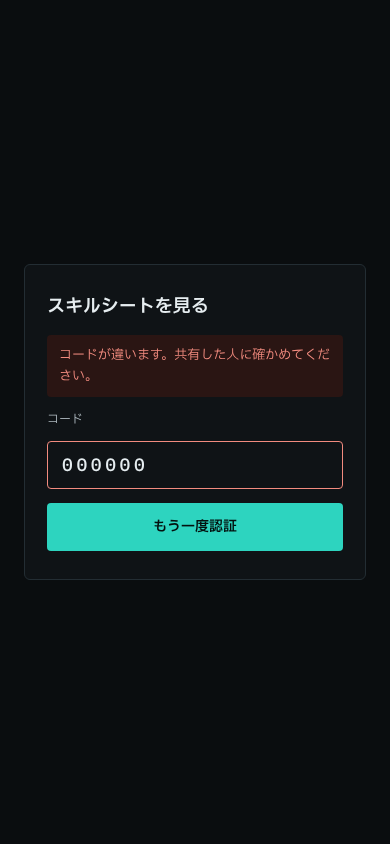 スキルシートを見る
コードが違います。共有した人に確かめてくだ
さい。
コード
000000
もう一度認証